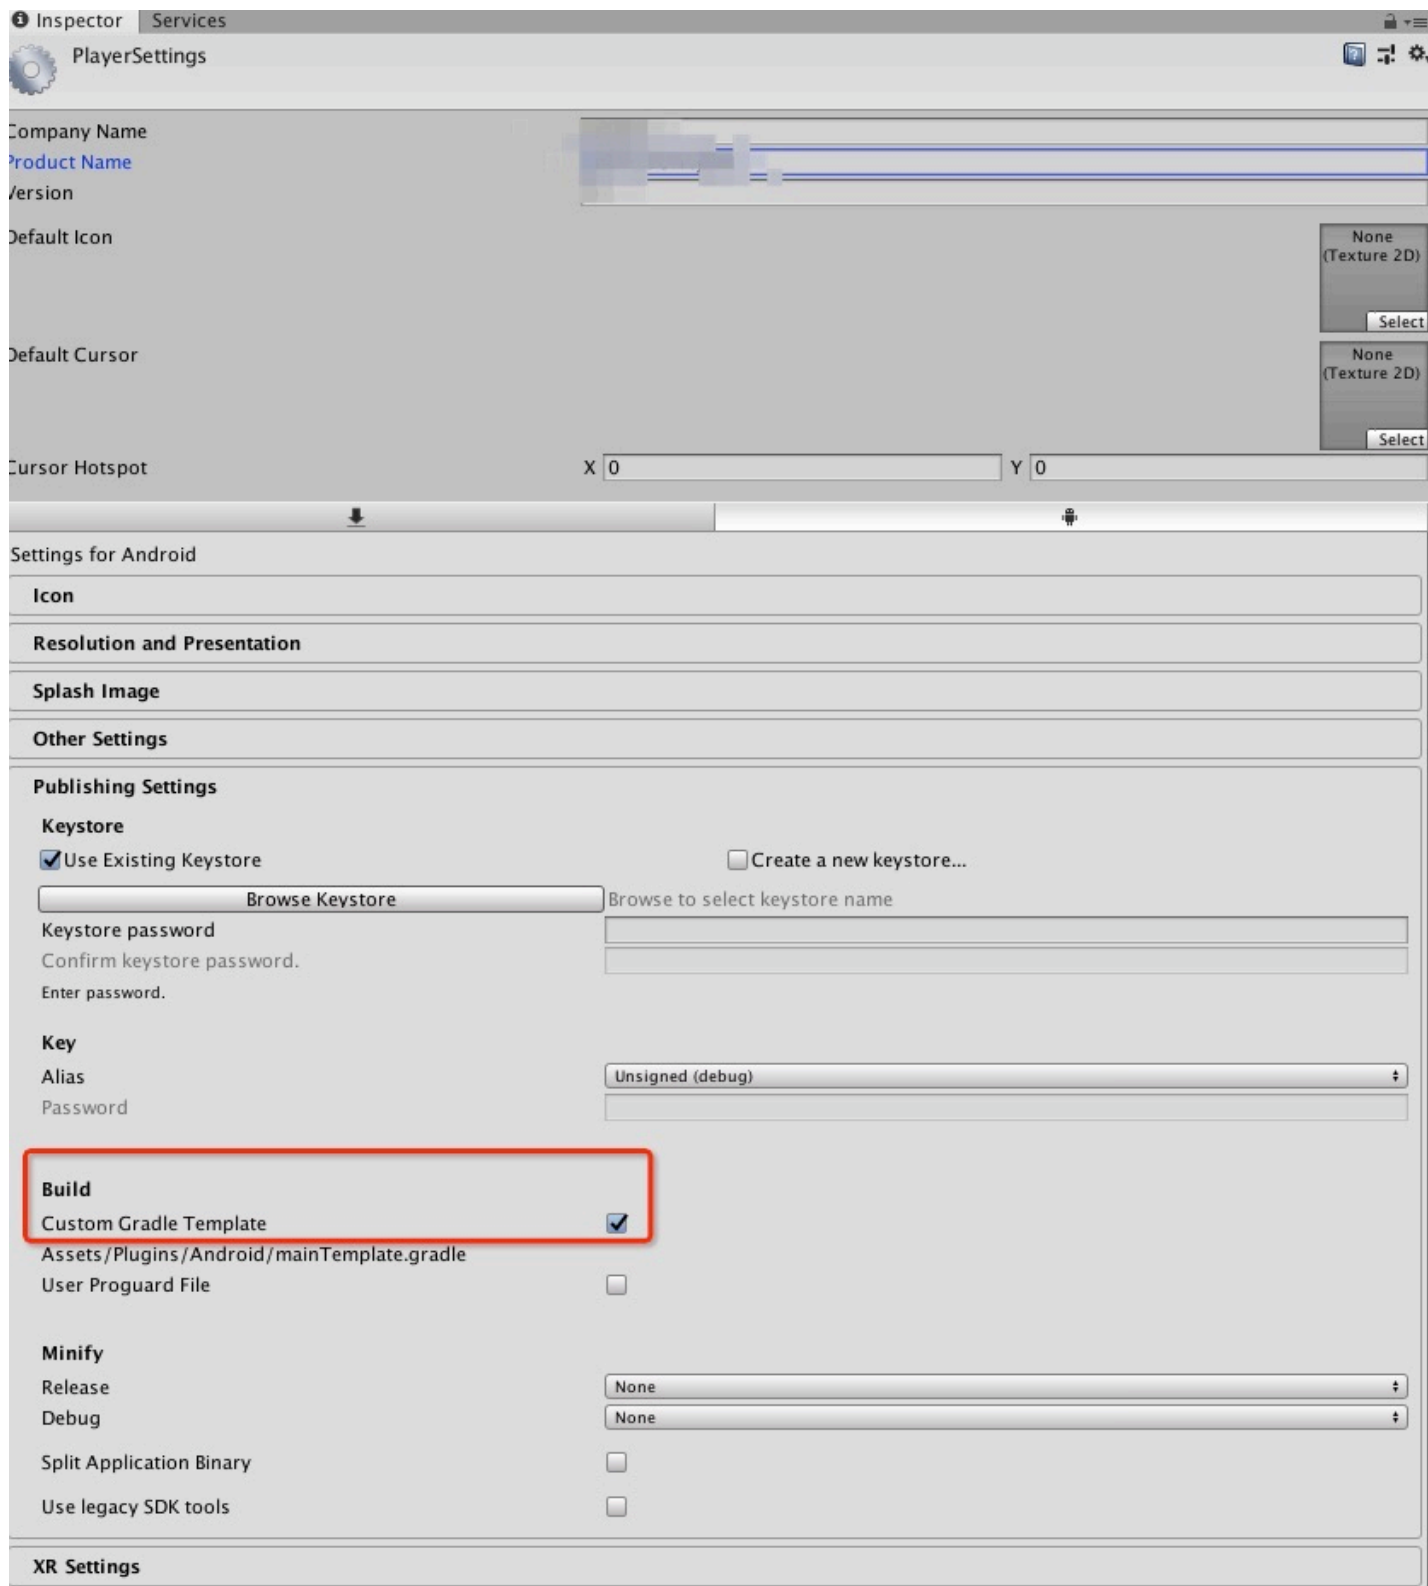 Inspector Services
PlayerSettings
Company Name
Product Name
Version
Default Icon
None
(Texture 2D)
Select
Default Cursor
None
(Texture 2D)
Select
Cursor Hotspot X 0 Y 0
Settings for Android
Icon
Resolution and Presentation
Splash Image
Other Settings
Publishing Settings
Keystore
Use Existing Keystore Create a new keystore...
Browse Keystore Browse to select keystore name
Keystore password
Confirm keystore password.
Enter password.
Key
Alias Unsigned (debug)
Password
Build
Custom Gradle Template
Assets/Plugins/Android/mainTemplate.gradle
User Proguard File
Minify
Release None
Debug None
Split Application Binary
Use legacy SDK tools
XR Settings